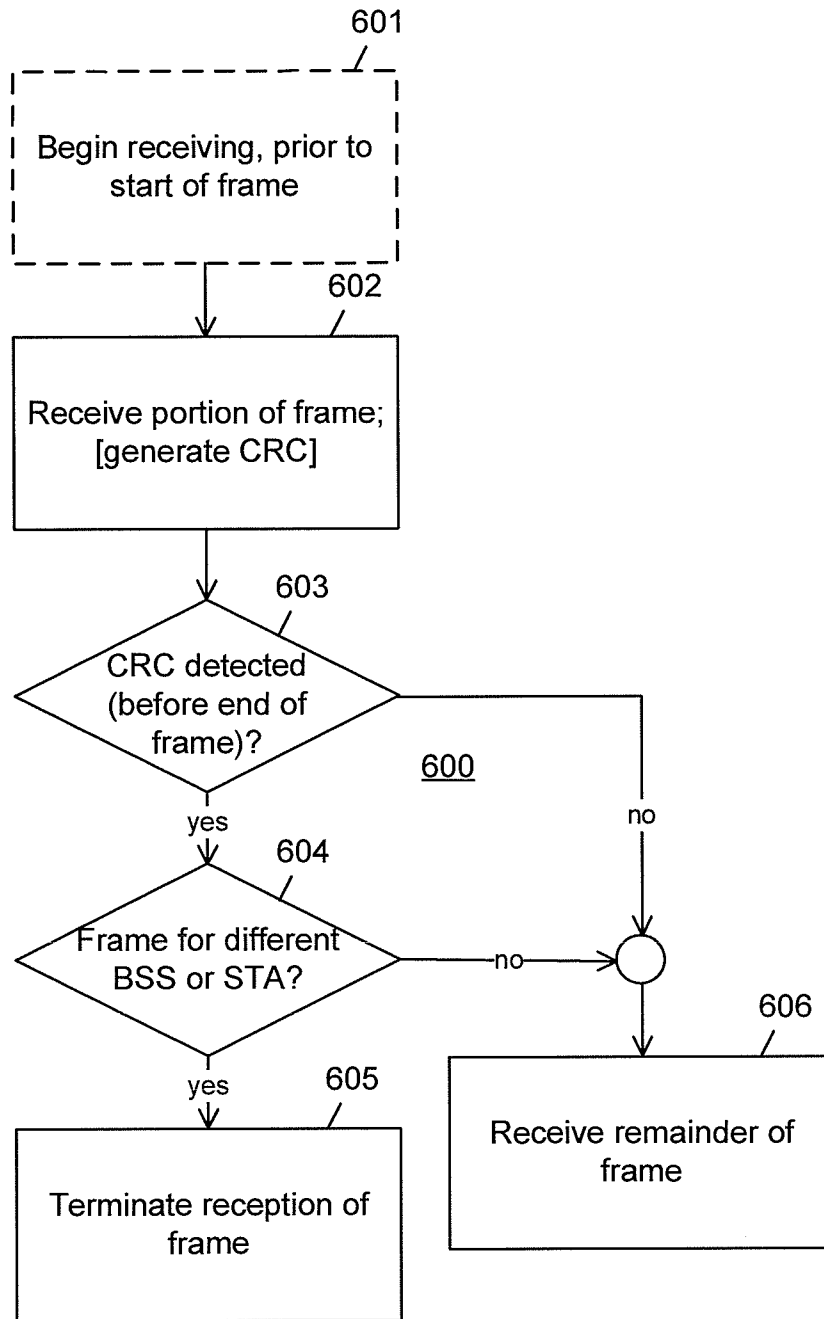 601
Begin receiving, prior to
start of frame
602
Receive portion of frame;
[generate CRC]
603
CRC detected
(before end of
frame)?
600
no
yes
604
Frame for different
BSS or STA?
no
606
yes
605
Receive remainder of
frame
Terminate reception of
frame